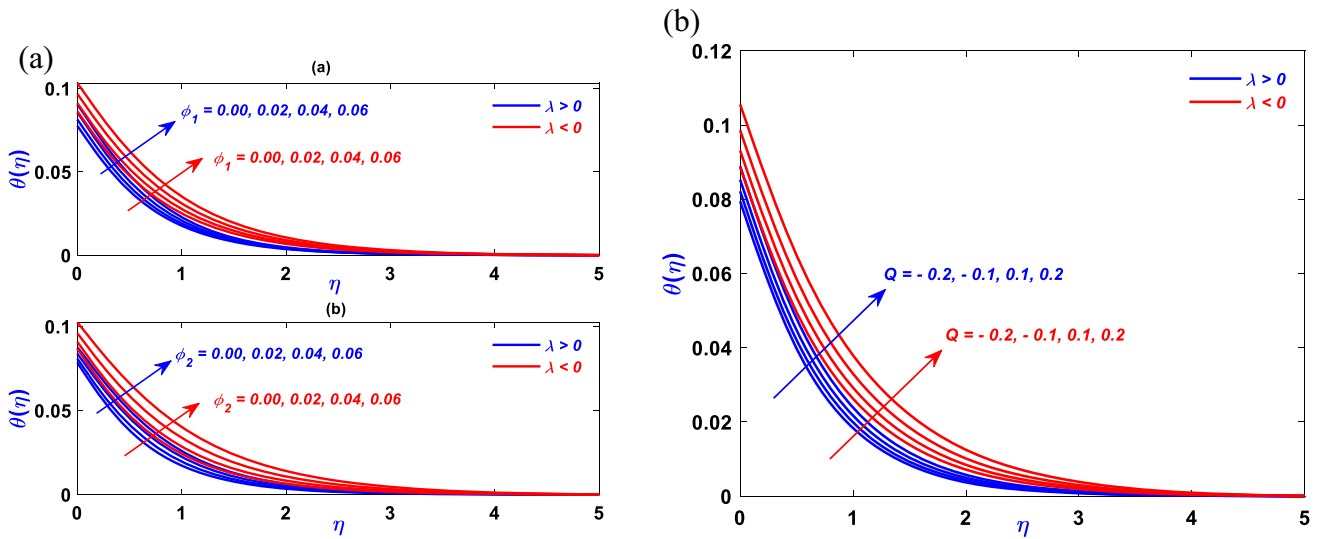 (a)
(a)
ϕ1 = 0.00, 0.02, 0.04, 0.06
ϕ1 = 0.00, 0.02, 0.04, 0.06
λ > 0
λ < 0
0.1
0.05
0
θ(η)
0 1 2 3 4 5
η
(b)
ϕ2 = 0.00, 0.02, 0.04, 0.06
ϕ2 = 0.00, 0.02, 0.04, 0.06
λ > 0
λ < 0
0.1
0.05
0
θ(η)
0 1 2 3 4 5
η
(b)
λ > 0
λ < 0
Q = - 0.2, - 0.1, 0.1, 0.2
Q = - 0.2, - 0.1, 0.1, 0.2
0.12
0.1
0.08
0.06
0.04
0.02
0
θ(η)
0 1 2 3 4 5
η